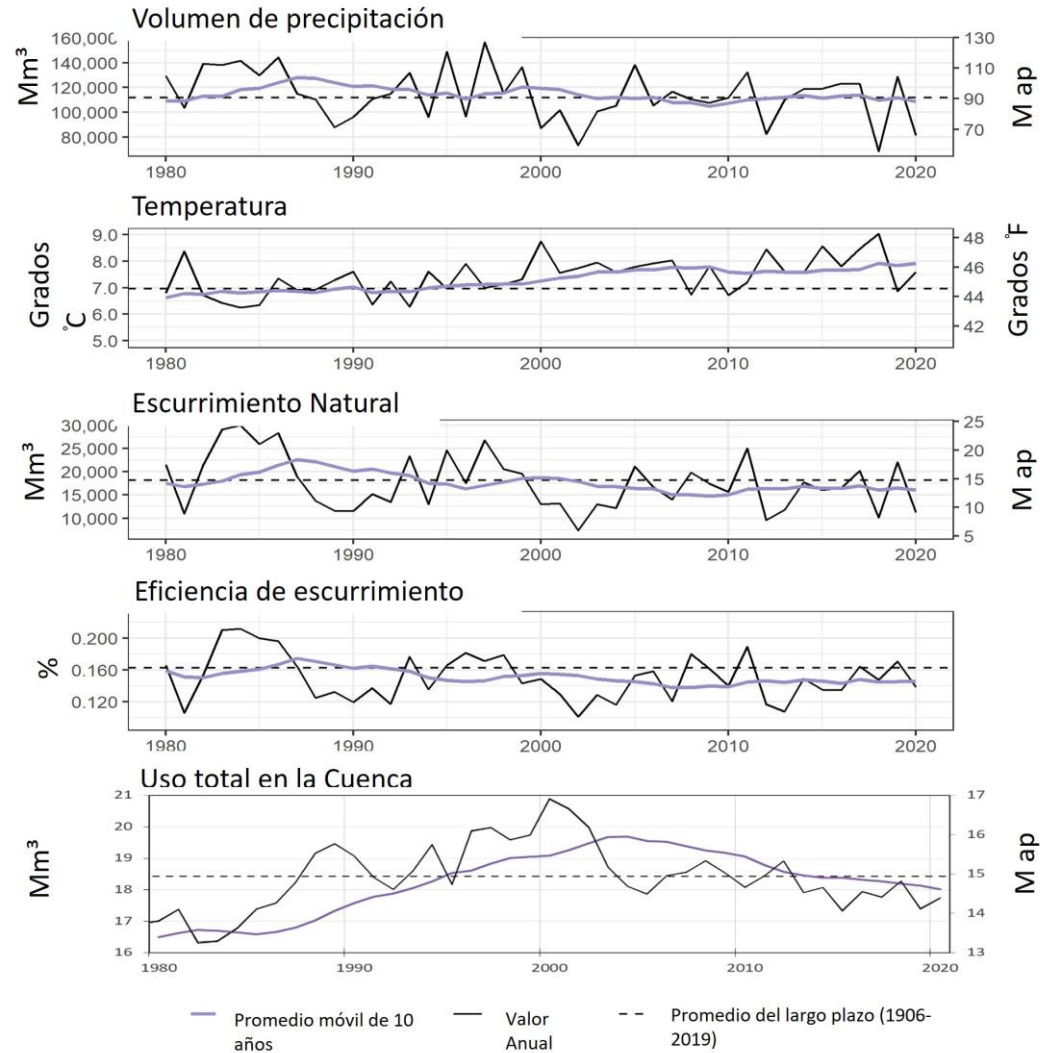 Volumen de precipitación
Mm³
160,000
140,000
120,000
100,000
80,000
130
110
90
70
M ap
1980 1990 2000 2010 2020
Temperatura
Grados
°C
9.0
8.0
7.0
6.0
5.0
48
46
44
42
Grados °F
1980 1990 2000 2010 2020
Escurrimiento Natural
Mm³
30,000
25,000
20,000
15,000
10,000
25
20
15
10
5
M ap
1980 1990 2000 2010 2020
Eficiencia de escurrimiento
%
0.200
0.160
0.120
1980 1990 2000 2010 2020
Uso total en la Cuenca
Mm³
21
20
19
18
17
16
17
16
15
14
13
M ap
1980 1990 2000 2010 2020
Promedio móvil de 10
años
Valor
Anual
Promedio del largo plazo (1906-
2019)